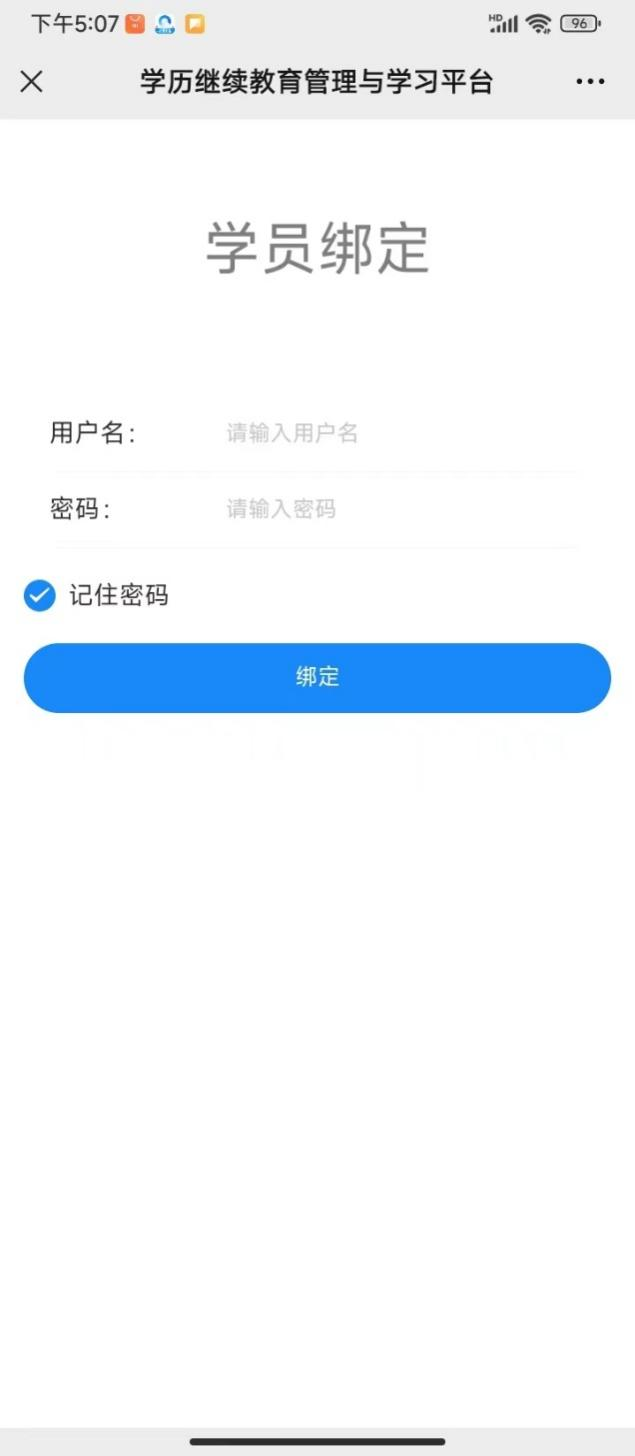 下午5:07 HD 96
学历继续教育管理与学习平台
学员绑定
用户名: 请输入用户名
密码: 请输入密码
记住密码
绑定